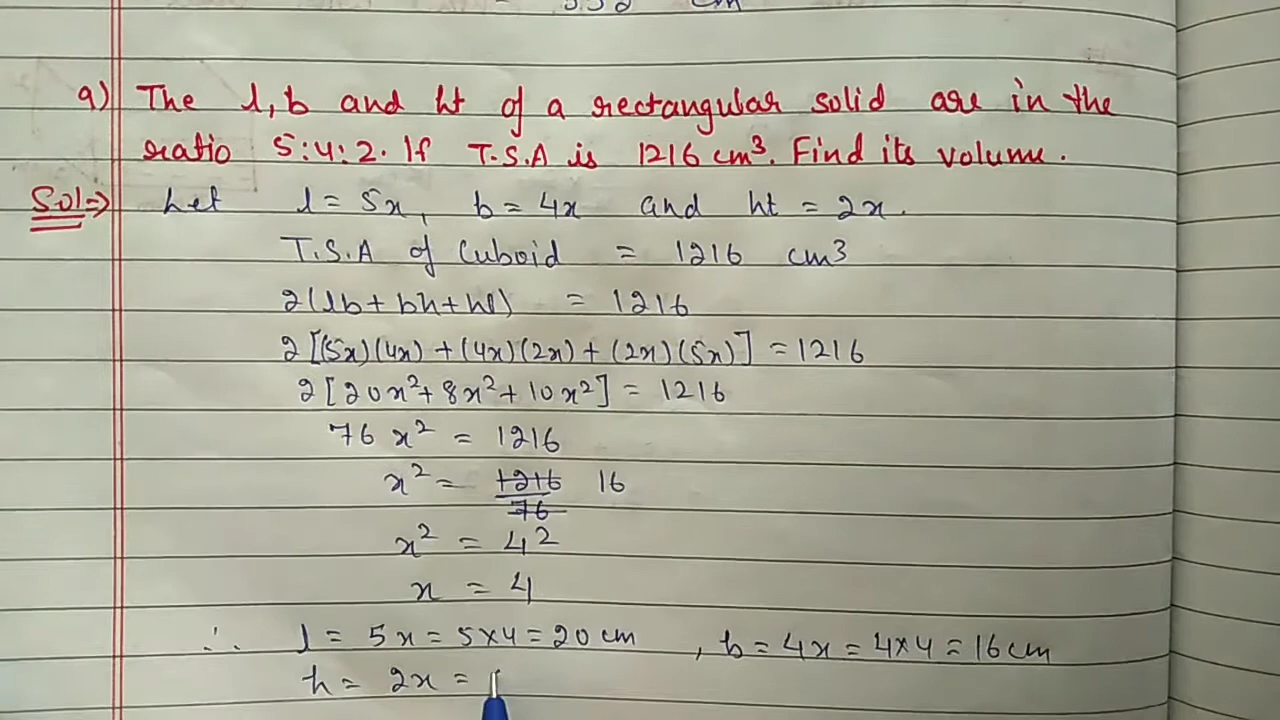 9) The l, b and ht of a rectangular solid are in the
ratio 5:4:2. If T.S.A is 1216 cm³. Find its volume.
Sol⇒ Let l = 5x, b = 4x and ht = 2x.
T.S.A of Cuboid = 1216 cm³
2(lb+bh+hl) = 1216
2[(5x)(4x) + (4x)(2x) + (2x)(5x)] = 1216
2[20x²+8x²+10x²] = 1216
76 x² = 1216
x² = 1216/76 16
x² = 4²
x = 4
∴ l = 5x = 5×4 = 20 cm, b = 4x = 4×4 = 16 cm
h = 2x =